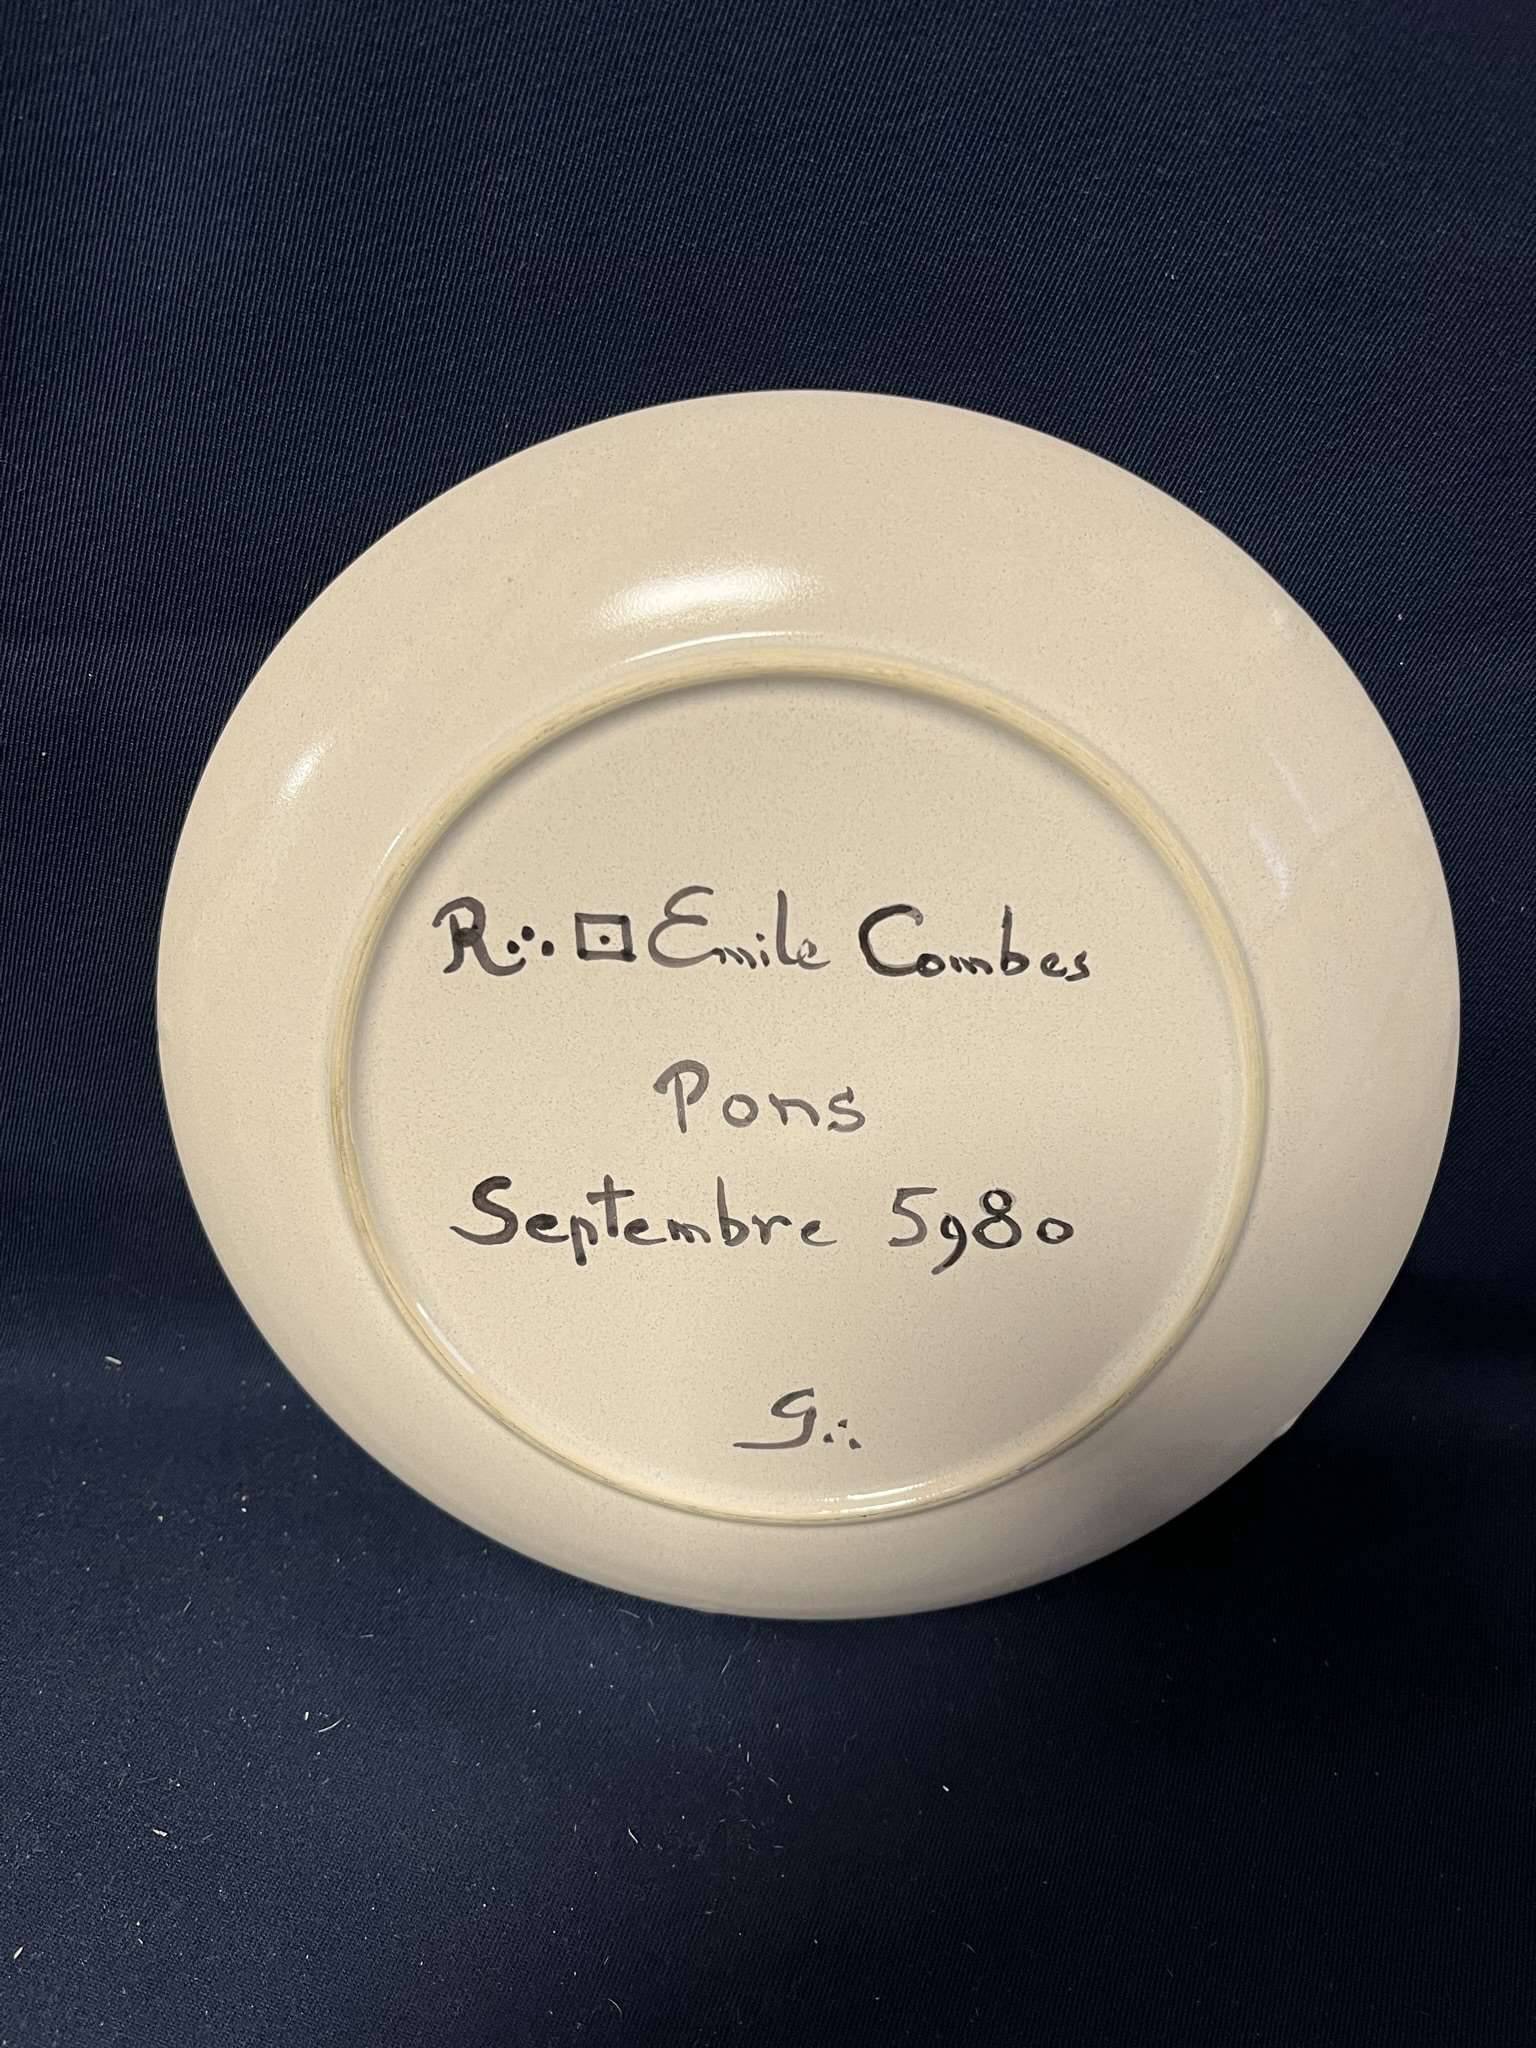 R∴ ⊡ Emile Combes
Pons
Septembre 5980
G∴